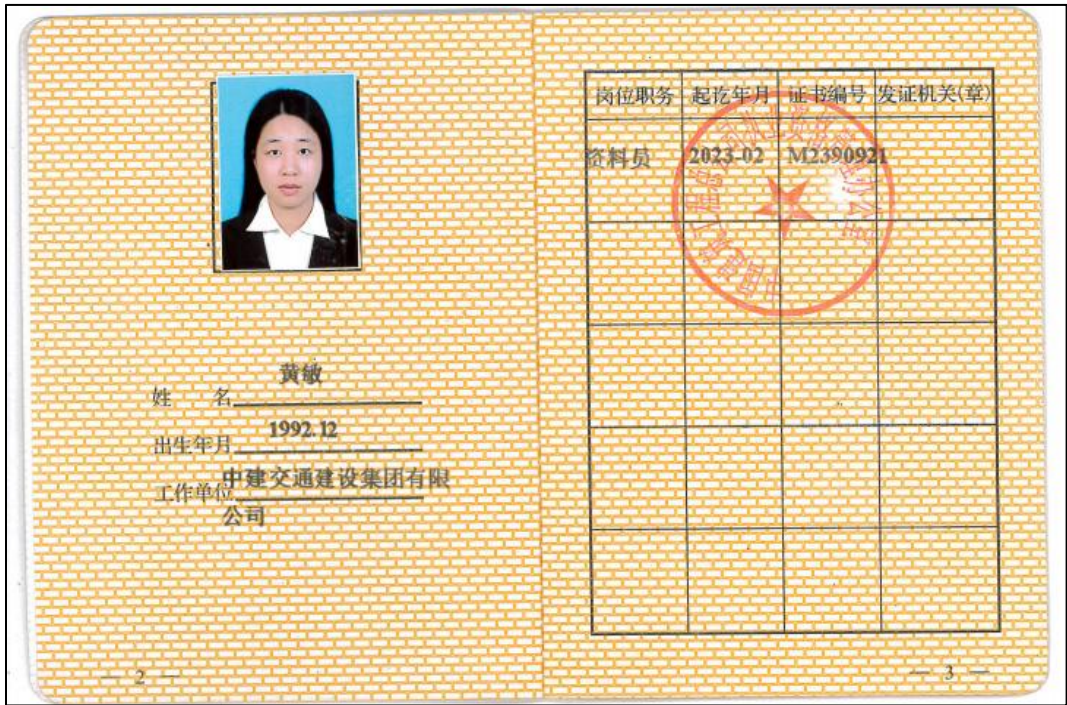 黄敏
姓 名
1992.12
出生年月
中建交通建设集团有限
工作单位
公司
— 2 —
岗位职务 起讫年月 证书编号 发证机关(章)
资料员 2023-02 M2390921
— 3 —